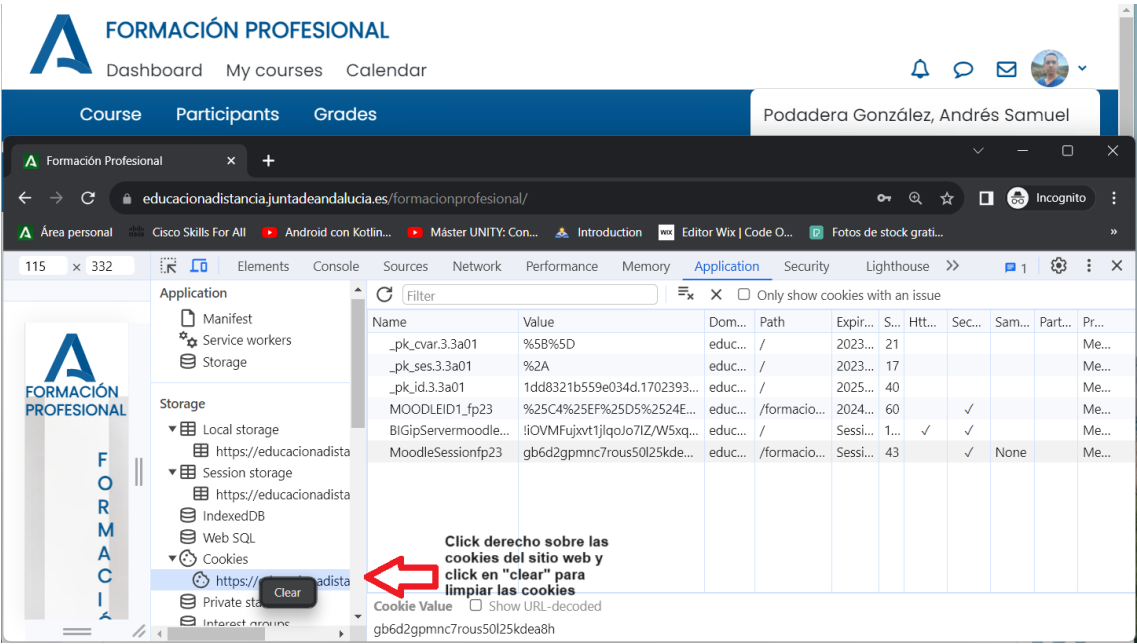 FORMACIÓN PROFESIONAL
Dashboard My courses Calendar
Course Participants Grades
Podadera González, Andrés Samuel
Formación Profesional
educacionadistancia.juntadeandalucia.es/formacionprofesional/
Incognito
Área personal Cisco Skills For All Android con Kotlin... Máster UNITY: Con... Introduction WIX Editor Wix | Code O... Fotos de stock grati... »
115 × 332 Elements Console Sources Network Performance Memory Application Security Lighthouse 1
Application
Manifest
Service workers
Storage
Storage
Local storage
https://educacionadista
Session storage
https://educacionadista
IndexedDB
Web SQL
Cookies
https://
adista
Clear
Private sta
Interest groups
FORMACIÓN
PROFESIONAL
F
O
R
M
A
C
I
Ó
Filter Only show cookies with an issue
Name Value Dom... Path Expir... S... Htt... Sec... Sam... Part... Pr...
_pk_cvar.3.3a01 %5B%5D educ... / 2023... 21 Me...
_pk_ses.3.3a01 %2A educ... / 2023... 17 Me...
_pk_id.3.3a01 1dd8321b559e034d.1702393... educ... / 2025... 40 Me...
MOODLEID1_fp23 %25C4%25EF%25D5%2524E... educ... /formacio... 2024... 60 ✓ Me...
BIGipServermoodle... !iOVMFujxvt1jlqoJo7IZ/W5xq... educ... / Sessi... 1... ✓ ✓ Me...
MoodleSessionfp23 gb6d2gpmnc7rous50l25kde... educ... /formacio... Sessi... 43 ✓ None Me...
Click derecho sobre las
cookies del sitio web y
click en "clear" para
limpiar las cookies
Cookie Value Show URL-decoded
gb6d2gpmnc7rous50l25kdea8h